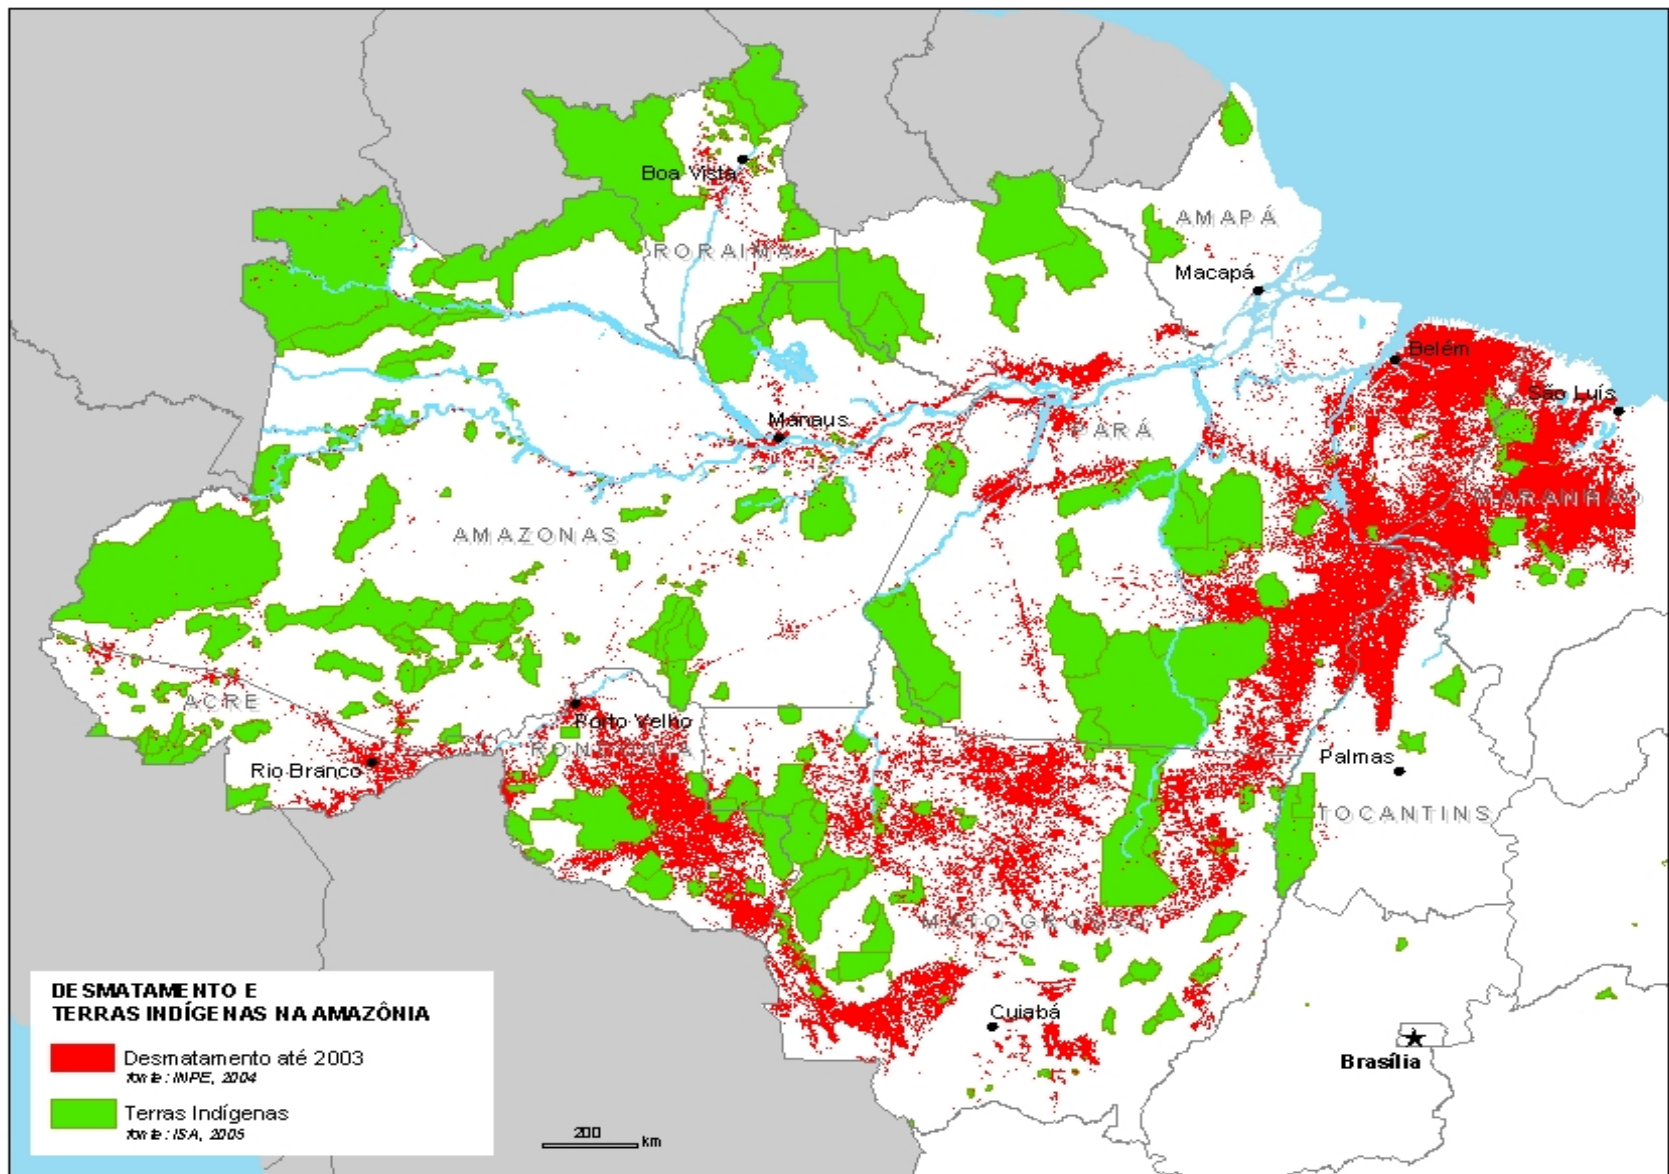 Boa Vista
AMAPÁ
RORAIMA
Macapá
Belém
São Luís
Manaus
PARÁ
MARANHÃO
AMAZONAS
ACRE
Porto Velho
RONDÔNIA
Rio Branco
Palmas
TOCANTINS
MATO GROSSO
DESMATAMENTO E
TERRAS INDÍGENAS NA AMAZÔNIA
Cuiabá
Desmatamento até 2003
fonte: INPE, 2004
Brasília
Terras Indígenas
fonte: ISA, 2005
200 km